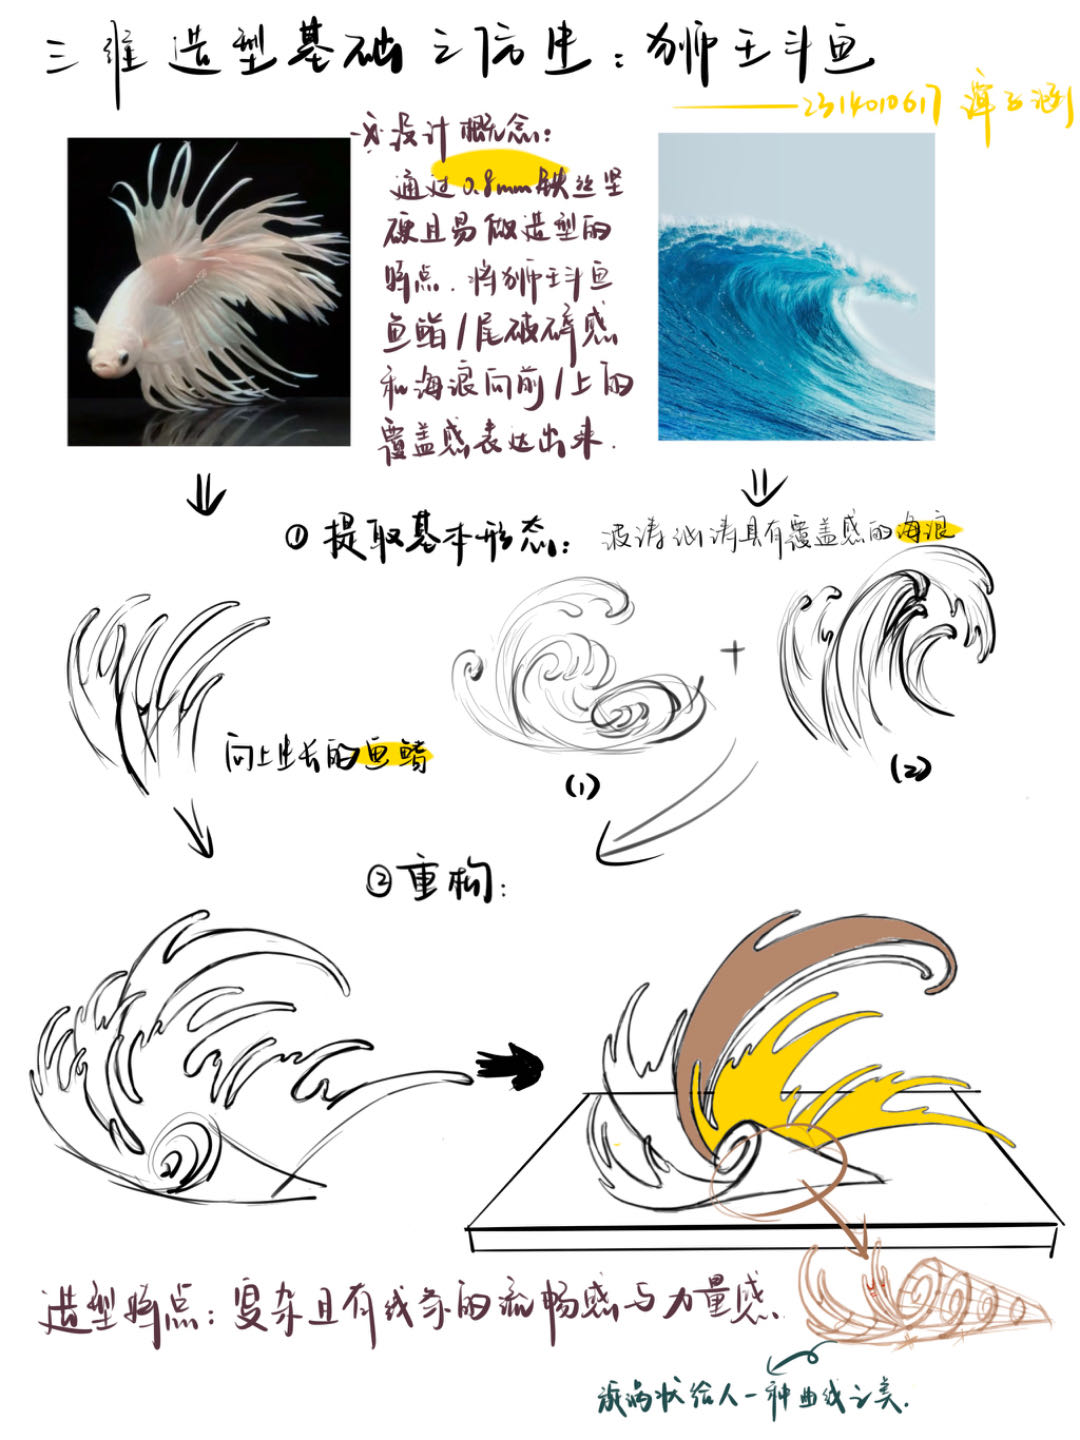 三维造型基础之仿生：狮王斗鱼
——2314010617 谭
设计概念：
通过0.8mm铁丝坚
硬且易做造型的
特点．将狮王斗鱼
鱼鳍/尾破碎感
和海浪向前/上的
覆盖感表达出来．
①提取基本形态：
波涛汹涛具有覆盖感的海浪
向上生长的鱼鳍
(1)
+
(2)
②重构：
造型特点：复杂且有线条的流畅感与力量感．
漩涡状给人一种曲线之美．